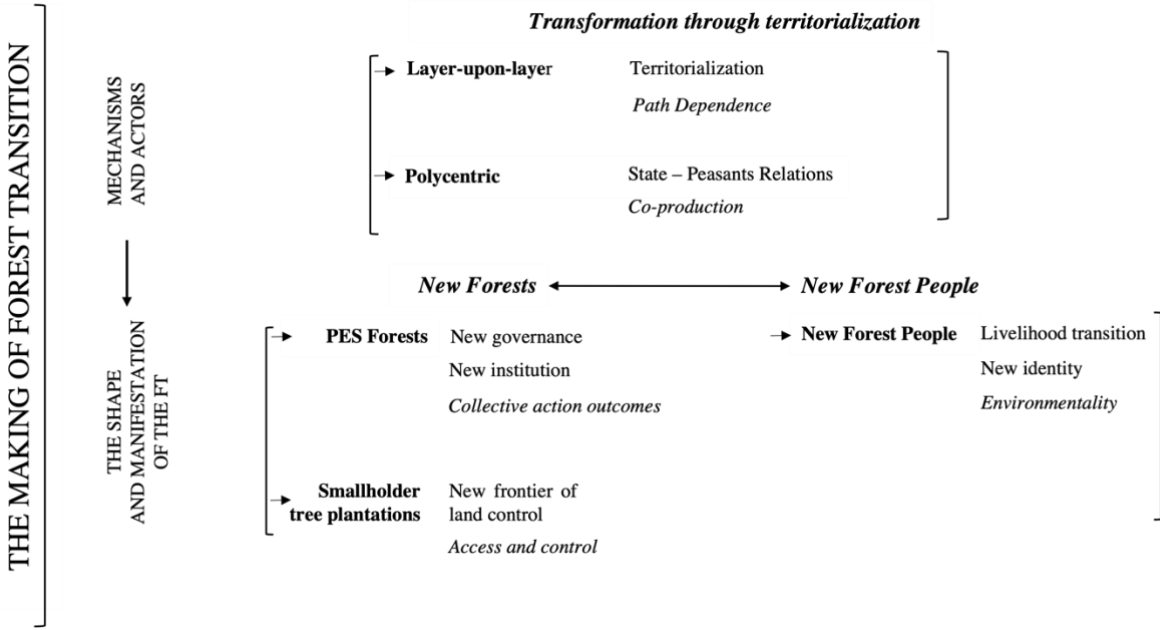 THE MAKING OF FOREST TRANSITION
MECHANISMS
AND ACTORS
Transformation through territorialization
Layer-upon-layer
Territorialization
Path Dependence
Polycentric
State – Peasants Relations
Co-production
THE SHAPE
AND MANIFESTATION
OF THE FT
New Forests
New Forest People
PES Forests
New governance
New institution
Collective action outcomes
Smallholder
tree plantations
New frontier of
land control
Access and control
New Forest People
Livelihood transition
New identity
Environmentality